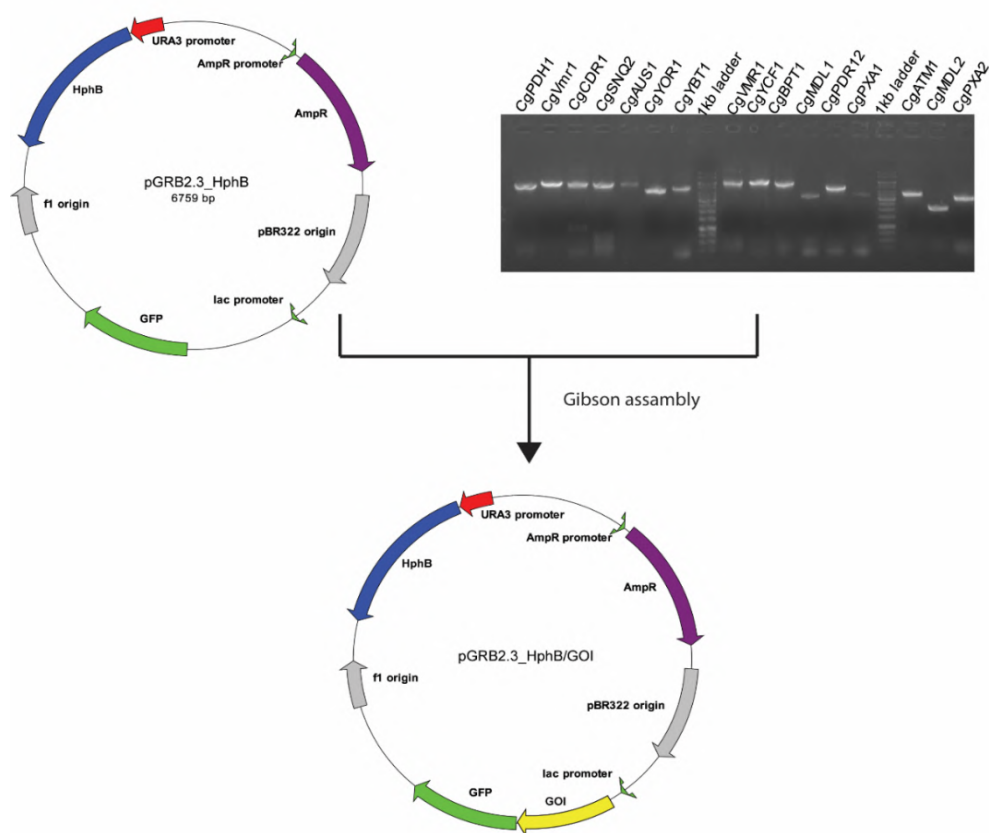 URA3 promoter
AmpR promoter
HphB
AmpR
pGRB2.3_HphB
6759 bp
f1 origin
pBR322 origin
lac promoter
GFP
CgPDH1
CgVmr1
CgCDR1
CgSNQ2
CgAUS1
CgYOR1
CgYBT1
1kb ladder
CgVMR1
CgYCF1
CgBPT1
CgMDL1
CgPDR12
CgPXA1
1kb ladder
CgATM1
CgMDL2
CgPXA2
Gibson assambly
URA3 promoter
AmpR promoter
HphB
AmpR
pGRB2.3_HphB/GOI
f1 origin
pBR322 origin
lac promoter
GFP
GOI